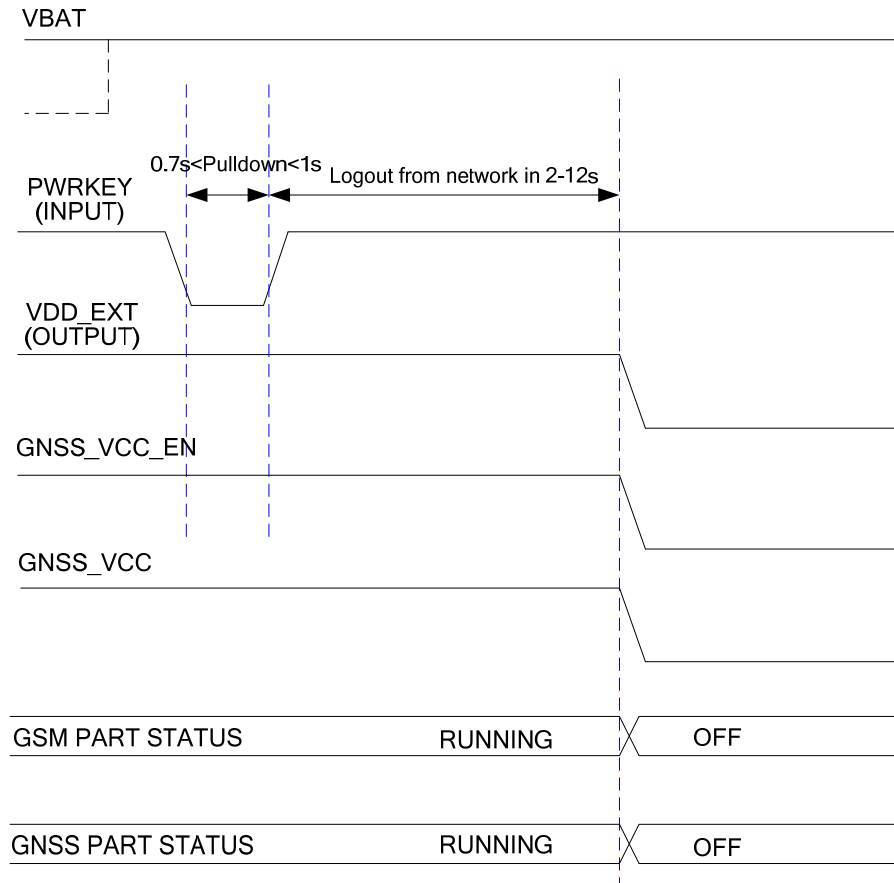 VBAT
0.7s<Pulldown<1s
Logout from network in 2-12s
PWRKEY
(INPUT)
VDD_EXT
(OUTPUT)
GNSS_VCC_EN
GNSS_VCC
GSM PART STATUS RUNNING OFF
GNSS PART STATUS RUNNING OFF